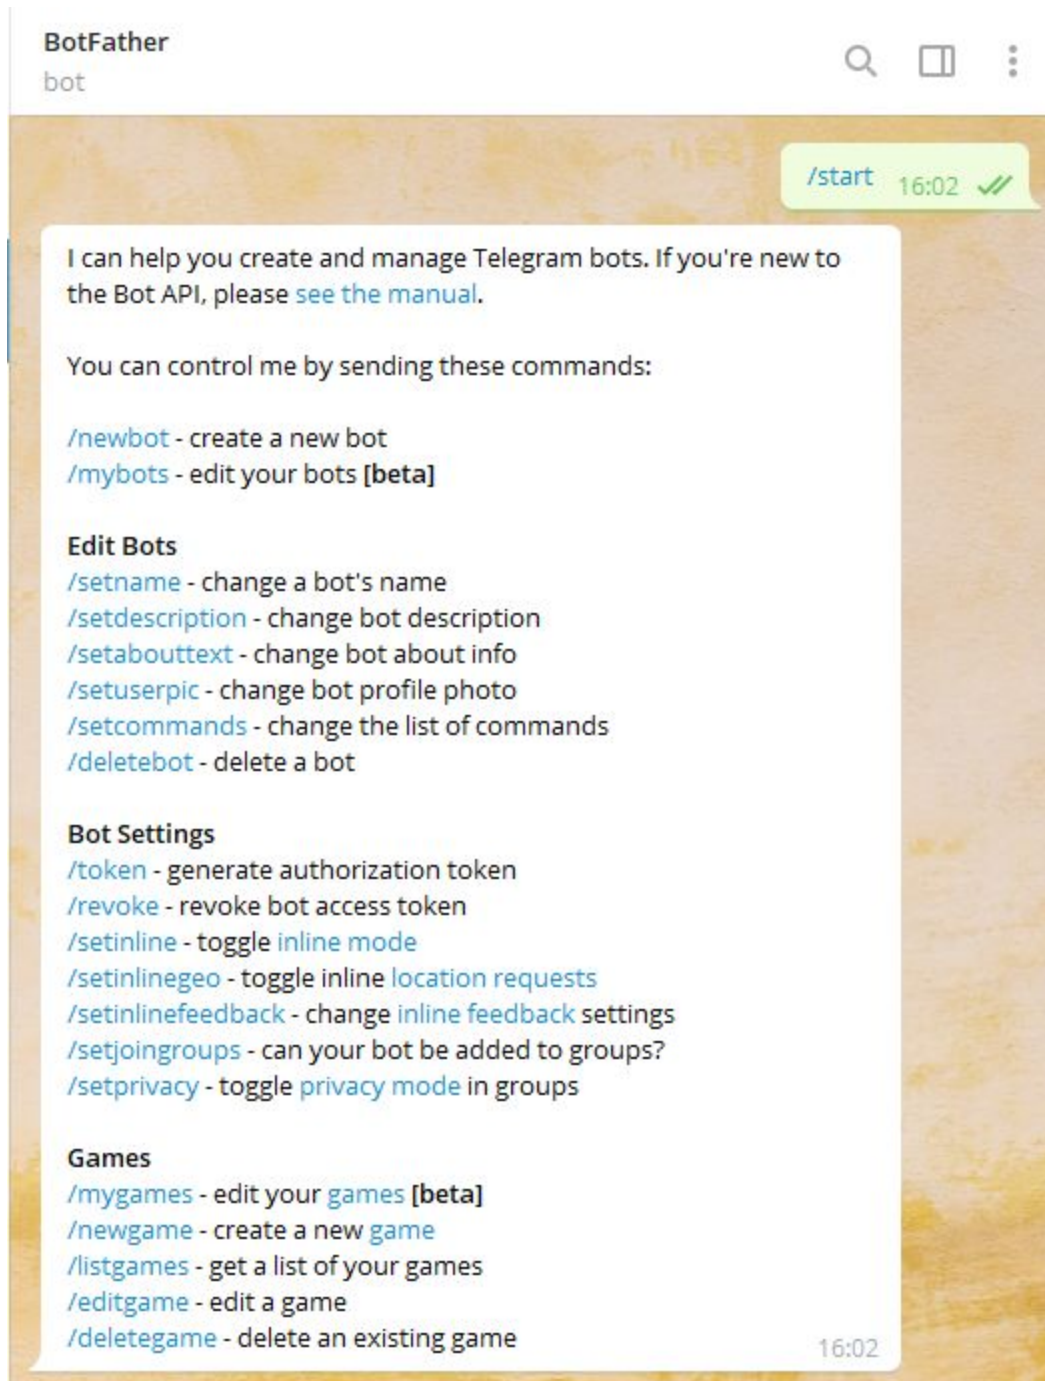 BotFather
bot
/start 16:02
I can help you create and manage Telegram bots. If you're new to
the Bot API, please see the manual.
You can control me by sending these commands:
/newbot - create a new bot
/mybots - edit your bots [beta]
Edit Bots
/setname - change a bot's name
/setdescription - change bot description
/setabouttext - change bot about info
/setuserpic - change bot profile photo
/setcommands - change the list of commands
/deletebot - delete a bot
Bot Settings
/token - generate authorization token
/revoke - revoke bot access token
/setinline - toggle inline mode
/setinlinegeo - toggle inline location requests
/setinlinefeedback - change inline feedback settings
/setjoingroups - can your bot be added to groups?
/setprivacy - toggle privacy mode in groups
Games
/mygames - edit your games [beta]
/newgame - create a new game
/listgames - get a list of your games
/editgame - edit a game
/deletegame - delete an existing game
16:02